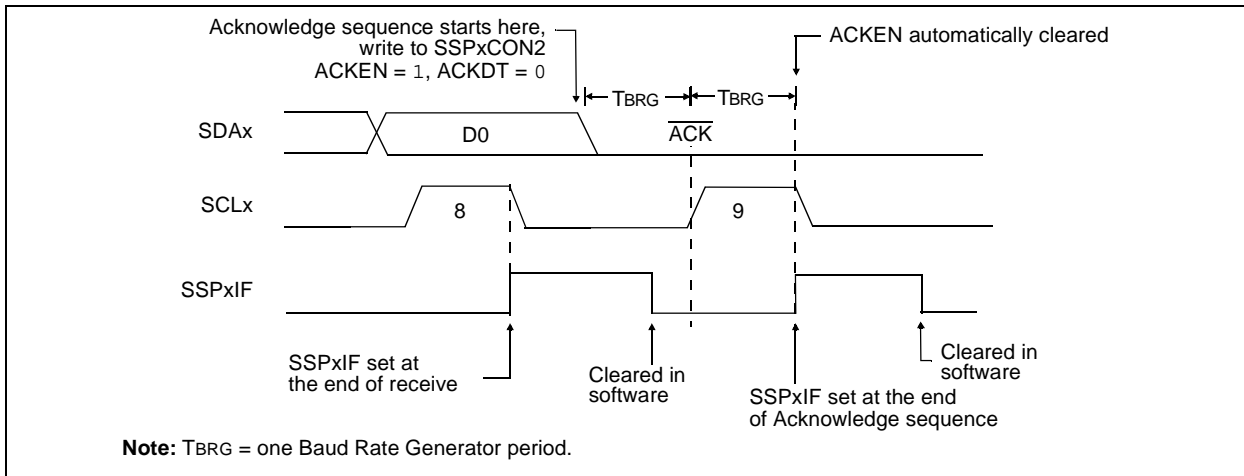 Acknowledge sequence starts here,
write to SSPxCON2
ACKEN = 1, ACKDT = 0
ACKEN automatically cleared
TBRG
TBRG
SDAx
D0
ACK
SCLx
8
9
SSPxIF
SSPxIF set at
the end of receive
Cleared in
software
SSPxIF set at the end
of Acknowledge sequence
Cleared in
software
Note: TBRG = one Baud Rate Generator period.